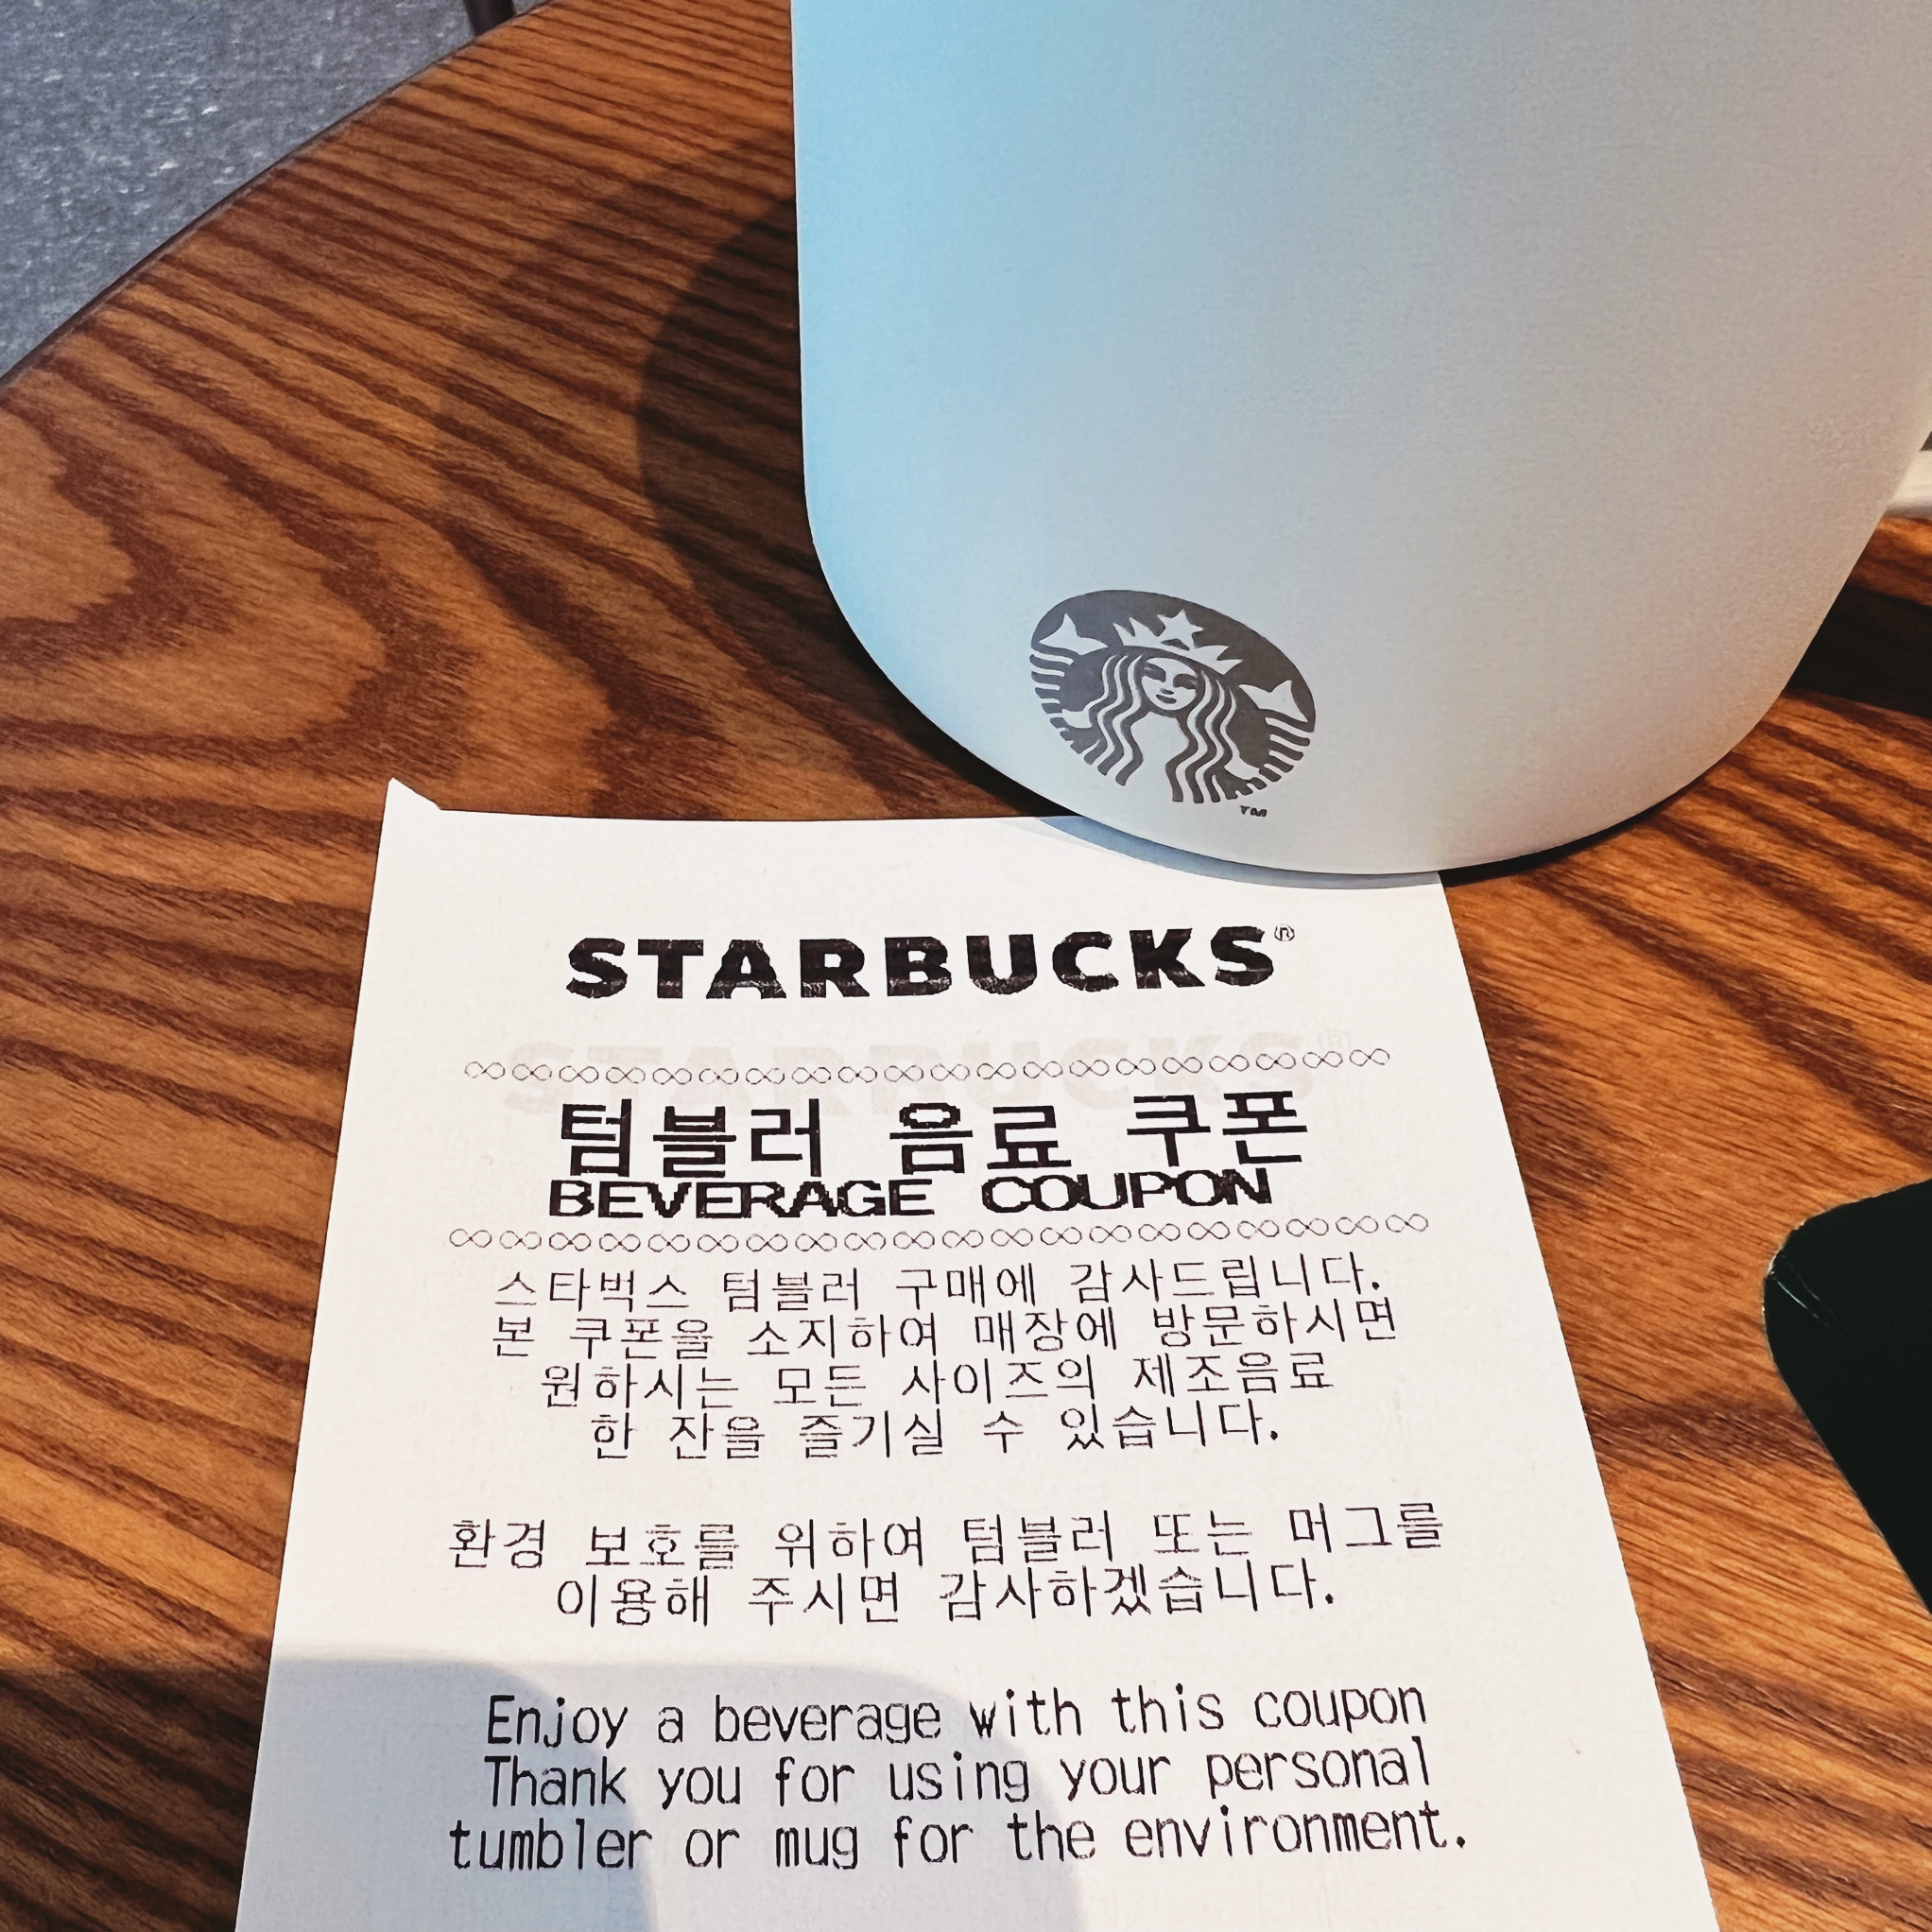 TM
STARBUCKS®
STARBUCKS®
텀블러 음료 쿠폰
BEVERAGE COUPON
스타벅스 텀블러 구매에 감사드립니다.
본 쿠폰을 소지하여 매장에 방문하시면
원하시는 모든 사이즈의 제조음료
한 잔을 즐기실 수 있습니다.
환경 보호를 위하여 텀블러 또는 머그를
이용해 주시면 감사하겠습니다.
Enjoy a beverage with this coupon
Thank you for using your personal
tumbler or mug for the environment.